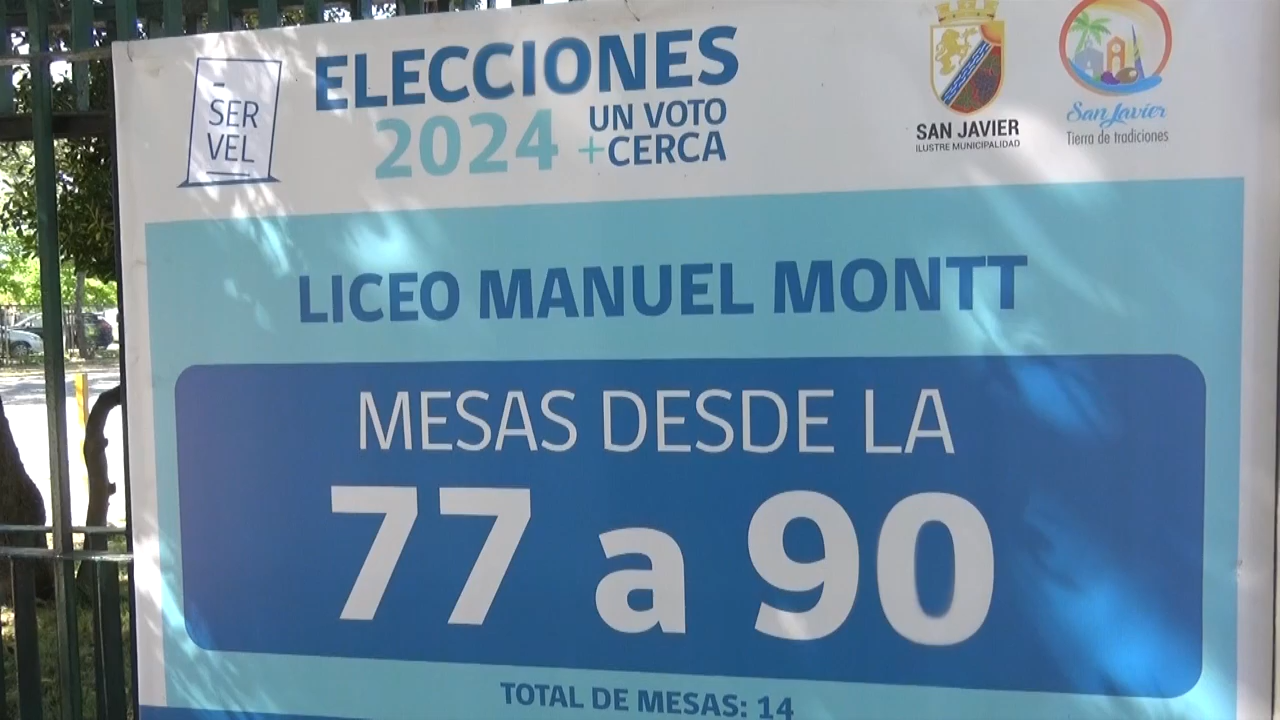 SER
VEL
ELECCIONES
2024
UN VOTO
+CERCA
SAN JAVIER
ILUSTRE MUNICIPALIDAD
San Javier
Tierra de tradiciones
LICEO MANUEL MONTT
MESAS DESDE LA
77 a 90
TOTAL DE MESAS: 14